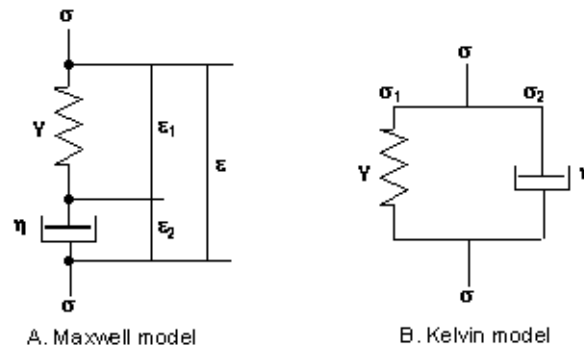 σ
Y
ε₁
ε
η
ε₂
σ
A. Maxwell model
σ
σ₁
σ₂
Y
σ
B. Kelvin model